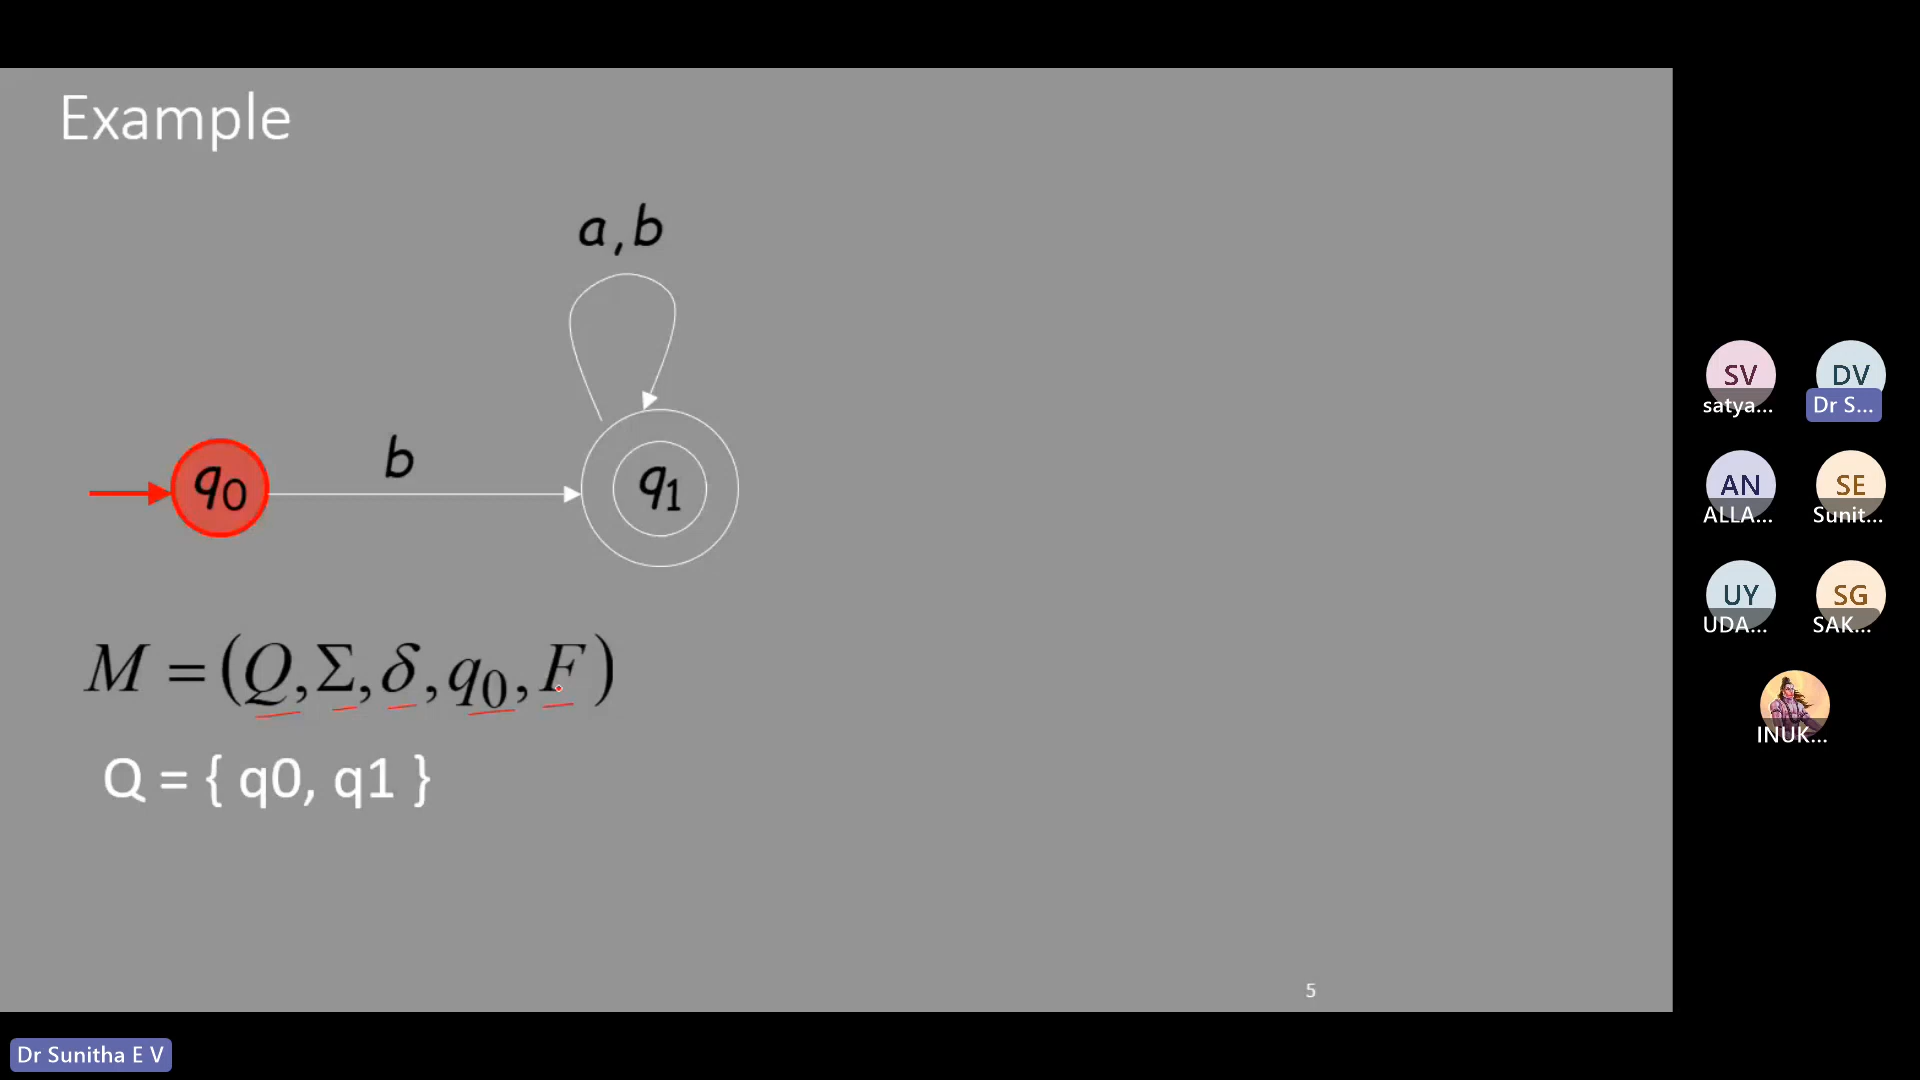 Example
a,b
b
q0
q1
M = (Q,Σ,δ,q0,F)
Q = { q0, q1 }
5
SV
satya...
DV
Dr S...
AN
ALLA...
SE
Sunit...
UY
UDA...
SG
SAK...
INUK...
Dr Sunitha E V